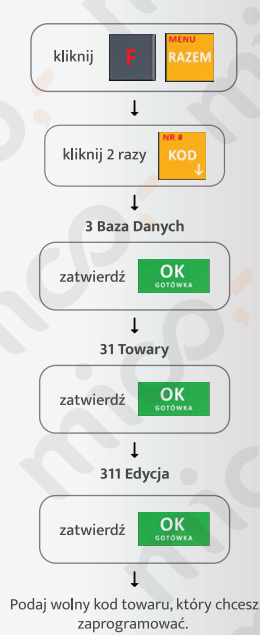 kliknij F MENU RAZEM
kliknij 2 razy NR # KOD ↓
3 Baza Danych
zatwierdź OK GOTÓWKA
31 Towary
zatwierdź OK GOTÓWKA
311 Edycja
zatwierdź OK GOTÓWKA
Podaj wolny kod towaru, który chcesz
zaprogramować.